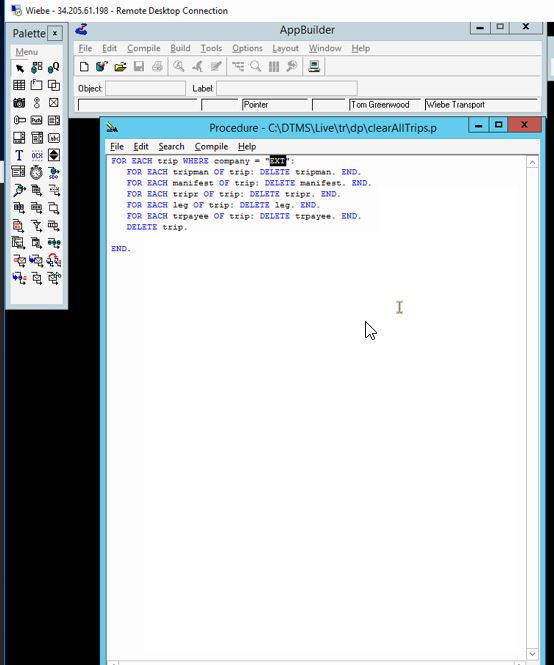 Wiebe - 34.205.61.198 - Remote Desktop Connection
Palette x
Menu
AppBuilder
File Edit Compile Build Tools Options Layout Window Help
Object: Label:
Pointer Tom Greenwood Wiebe Transport
Procedure - C:\DTMS\Live\tr\dp\clearAllTrips.p
File Edit Search Compile Help
FOR EACH trip WHERE company = "EXT":
FOR EACH tripman OF trip: DELETE tripman. END.
FOR EACH manifest OF trip: DELETE manifest. END.
FOR EACH tripr OF trip: DELETE tripr. END.
FOR EACH leg OF trip: DELETE leg. END.
FOR EACH trpayee OF trip: DELETE trpayee. END.
DELETE trip.
END.